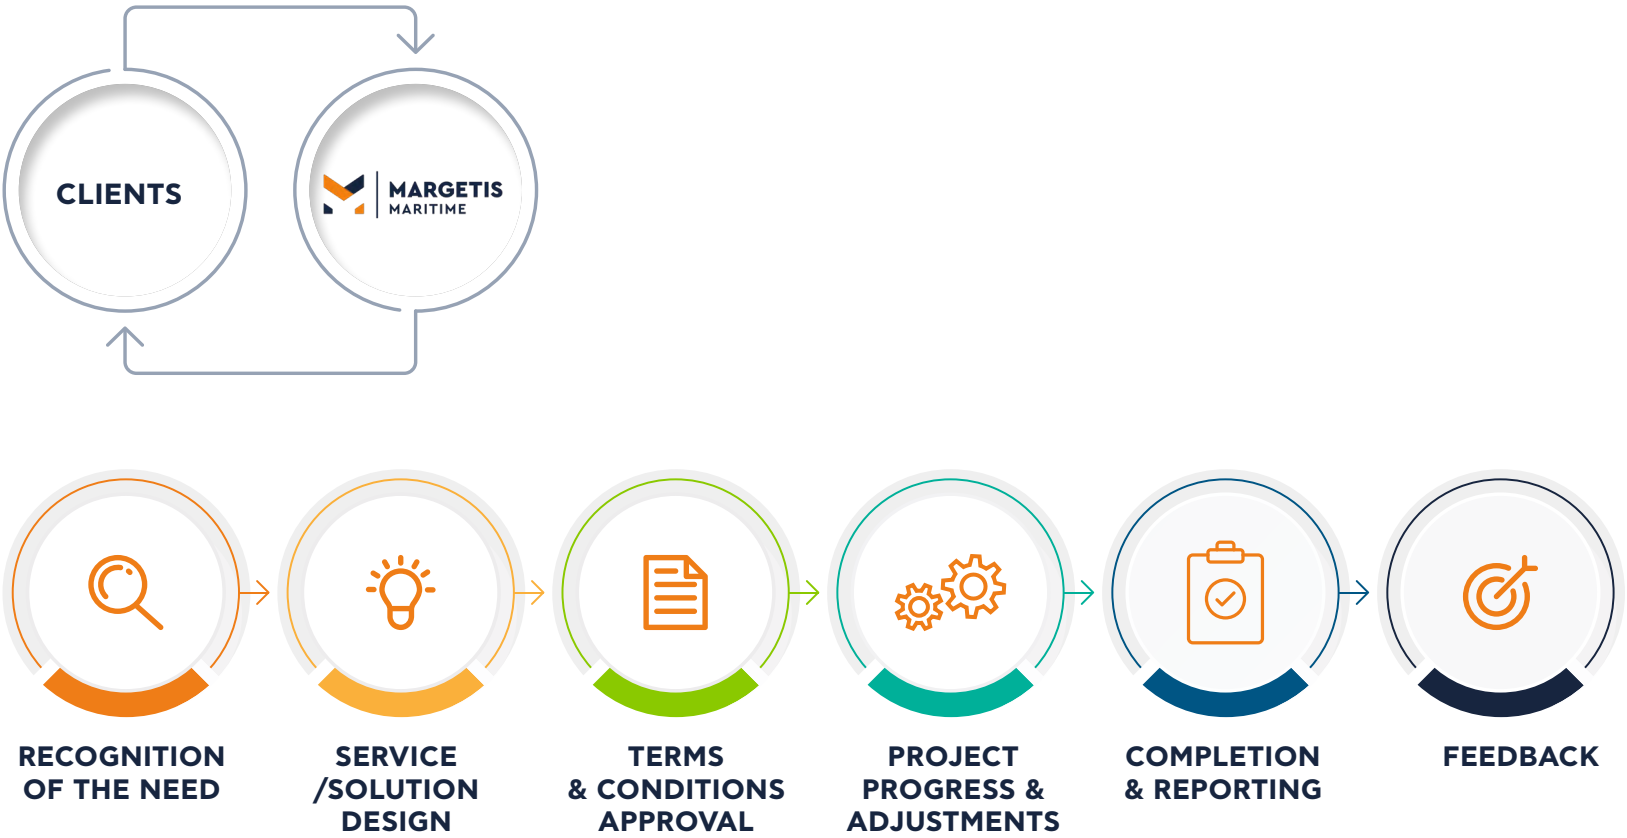 CLIENTS
MARGETIS
MARITIME
RECOGNITION
OF THE NEED
SERVICE
/SOLUTION
DESIGN
TERMS
& CONDITIONS
APPROVAL
PROJECT
PROGRESS &
ADJUSTMENTS
COMPLETION
& REPORTING
FEEDBACK